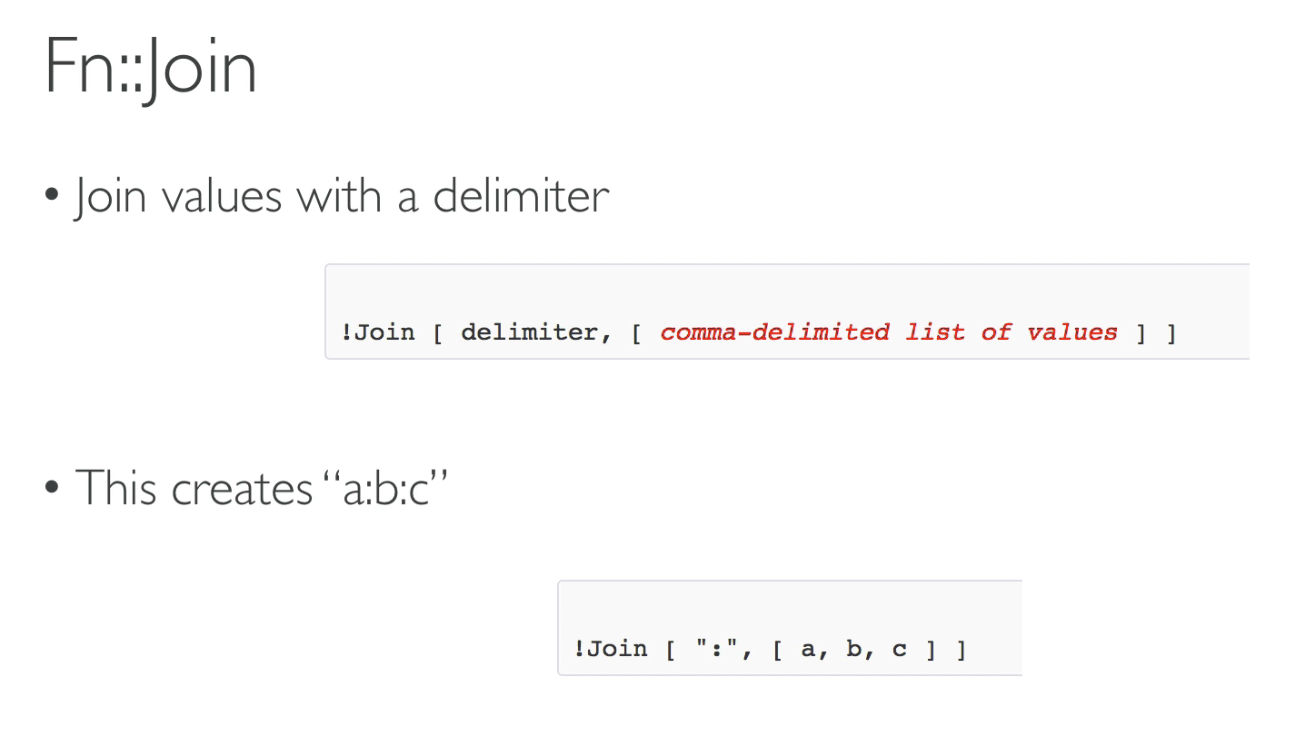 Fn::Join
• Join values with a delimiter
!Join [ delimiter, [ comma-delimited list of values ] ]
• This creates “a:b:c”
!Join [ ":", [ a, b, c ] ]